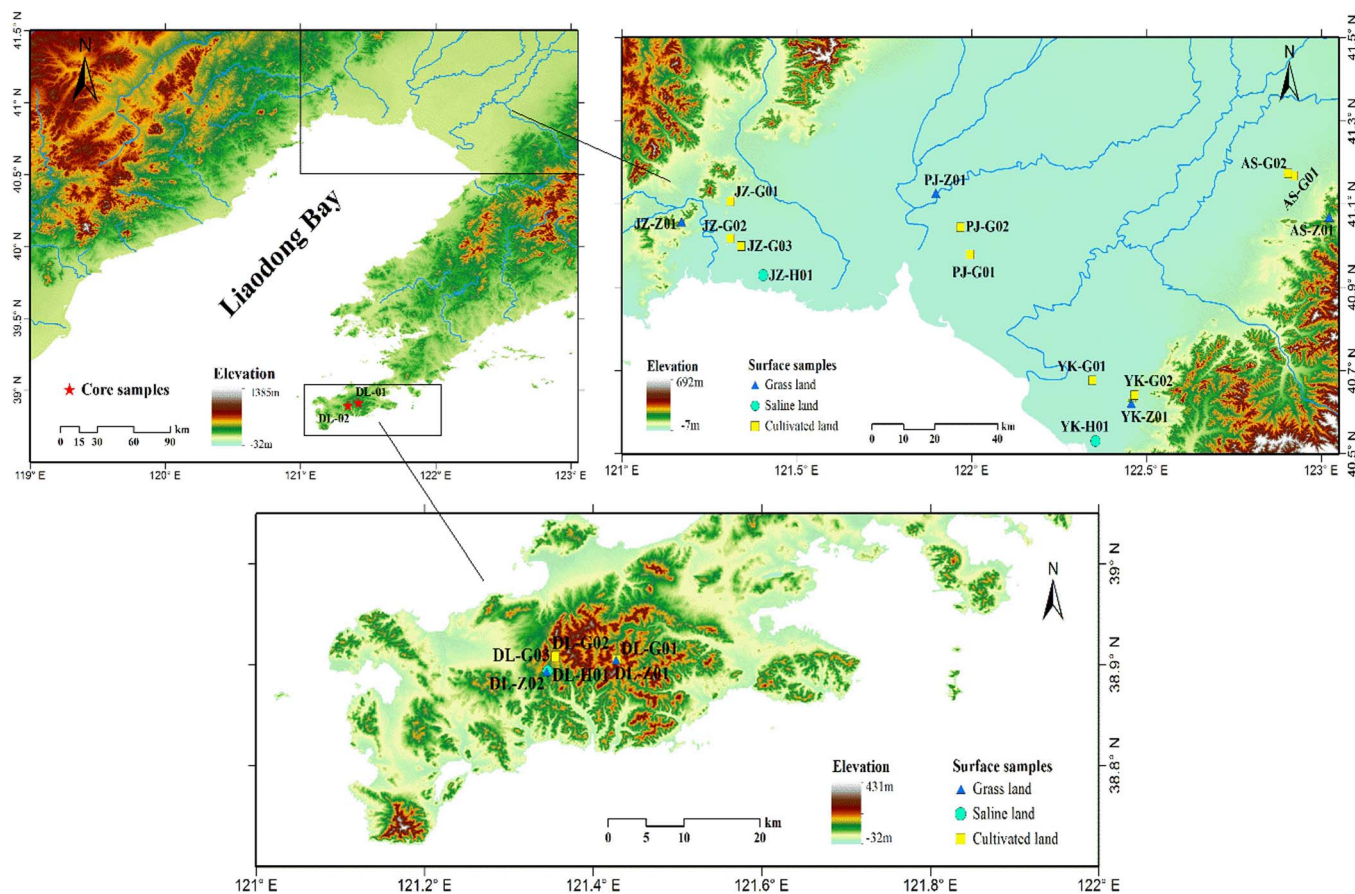 41.5° N
41° N
40.5° N
40° N
39.5° N
39° N
N
Liaodong Bay
Core samples
Elevation
1385m
-32m
DL-01
DL-02
0 15 30 60 90
km
119° E
120° E
121° E
122° E
123° E
N
41.5° N
41.3° N
41.1° N
40.9° N
40.7° N
40.5° N
JZ-G01
JZ-Z01
JZ-G02
JZ-G03
JZ-H01
PJ-Z01
PJ-G02
PJ-G01
AS-G02
AS-G01
AS-Z01
YK-G01
YK-G02
YK-Z01
YK-H01
Elevation
692m
-7m
Surface samples
Grass land
Saline land
Cultivated land
0 10 20 40
km
121° E
121.5° E
122° E
122.5° E
123° E
N
39° N
38.9° N
38.8° N
DL-G02
DL-G01
DL-G03
DL-H01
DL-Z01
DL-Z02
Elevation
431m
-32m
Surface samples
Grass land
Saline land
Cultivated land
km
0 5 10 20
121° E
121.2° E
121.4° E
121.6° E
121.8° E
122° E